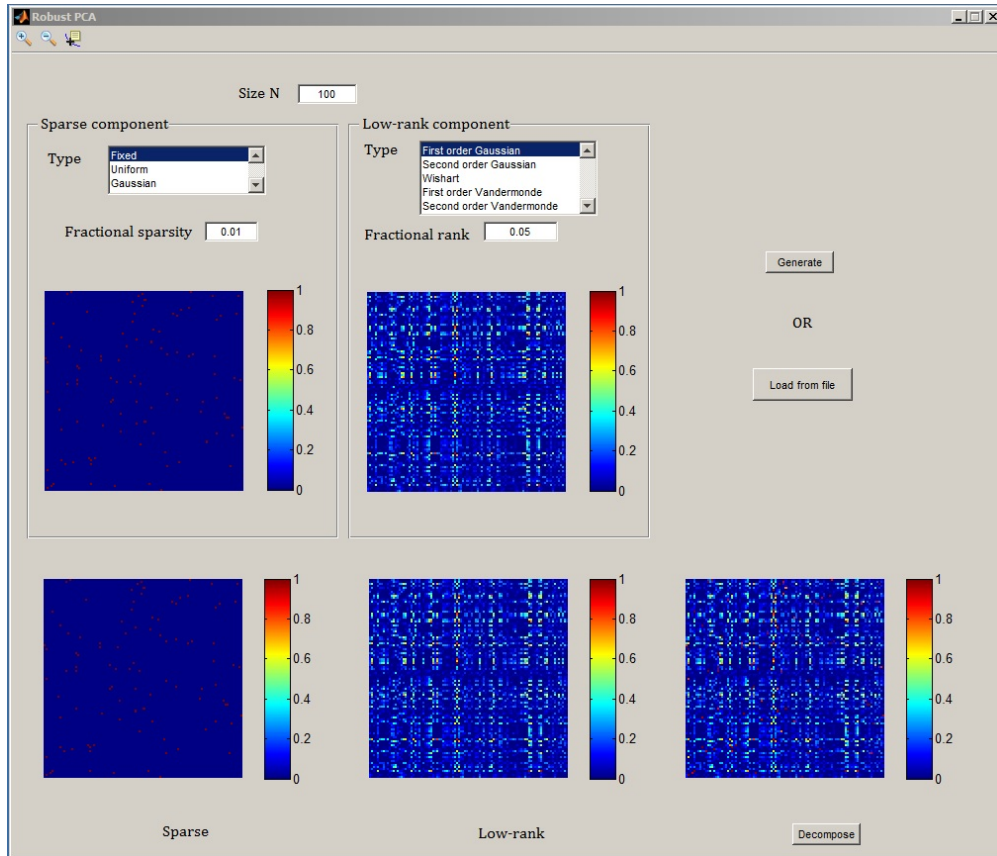 Robust PCA
Size N 100
Sparse component
Type
Fixed
Uniform
Gaussian
Fractional sparsity 0.01
1
0.8
0.6
0.4
0.2
0
Low-rank component
Type
First order Gaussian
Second order Gaussian
Wishart
First order Vandermonde
Second order Vandermonde
Fractional rank 0.05
1
0.8
0.6
0.4
0.2
0
Generate
OR
Load from file
1
0.8
0.6
0.4
0.2
0
1
0.8
0.6
0.4
0.2
0
1
0.8
0.6
0.4
0.2
0
Sparse
Low-rank
Decompose